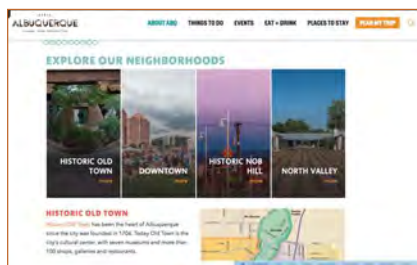 ALBUQUERQUE
ABOUT ABQ THINGS TO DO EVENTS EAT + DRINK PLACES TO STAY PLAN MY TRIP
EXPLORE OUR NEIGHBORHOODS
HISTORIC OLD
TOWN
DOWNTOWN
HISTORIC NOB
HILL
NORTH VALLEY
HISTORIC OLD TOWN
Historic Old Town has been the heart of Albuquerque
since the city was founded in 1706. Today Old Town is the
city's cultural center, with seven museums and more than
100 shops, galleries and restaurants.